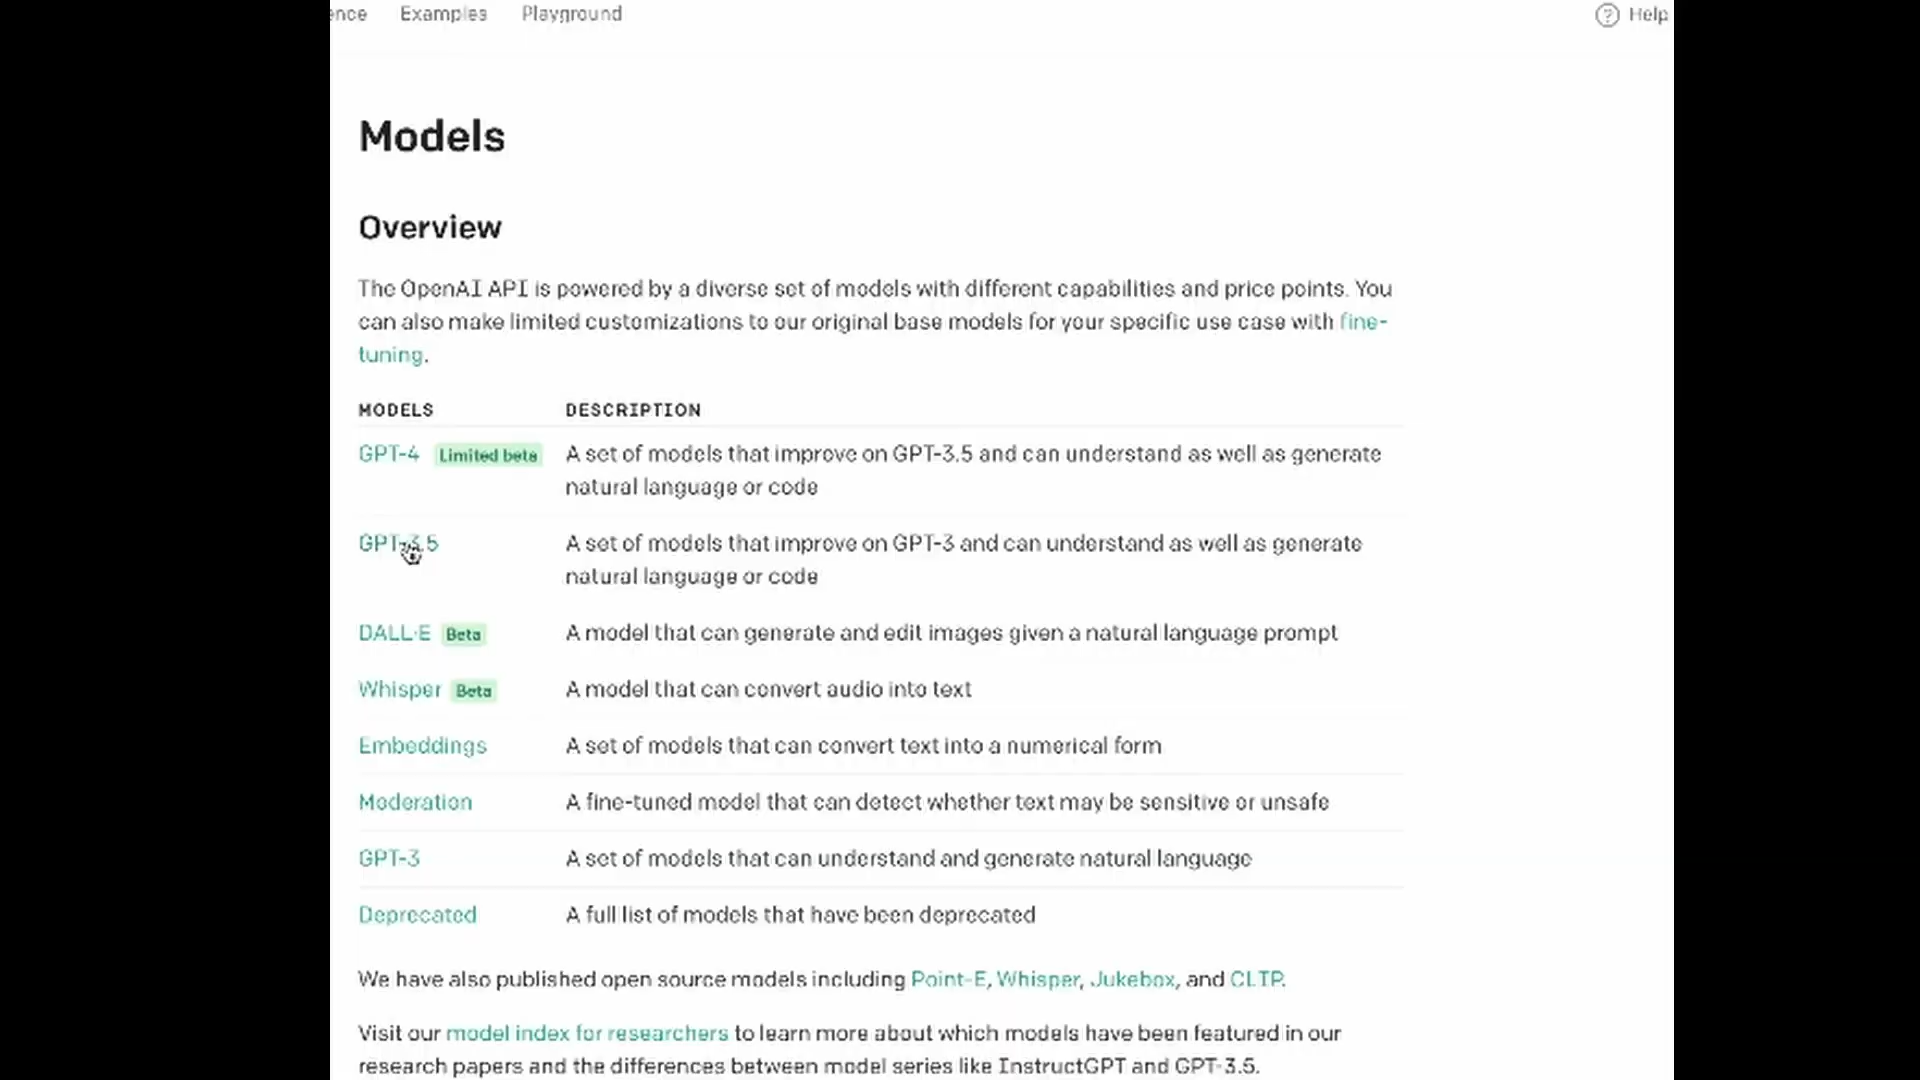 ence Examples Playground Help
Models
Overview
The OpenAI API is powered by a diverse set of models with different capabilities and price points. You
can also make limited customizations to our original base models for your specific use case with fine-
tuning.
MODELS DESCRIPTION
GPT-4 Limited beta A set of models that improve on GPT-3.5 and can understand as well as generate
natural language or code
GPT-3.5 A set of models that improve on GPT-3 and can understand as well as generate
natural language or code
DALL·E Beta A model that can generate and edit images given a natural language prompt
Whisper Beta A model that can convert audio into text
Embeddings A set of models that can convert text into a numerical form
Moderation A fine-tuned model that can detect whether text may be sensitive or unsafe
GPT-3 A set of models that can understand and generate natural language
Deprecated A full list of models that have been deprecated
We have also published open source models including Point-E, Whisper, Jukebox, and CLTP.
Visit our model index for researchers to learn more about which models have been featured in our
research papers and the differences between model series like InstructGPT and GPT-3.5.